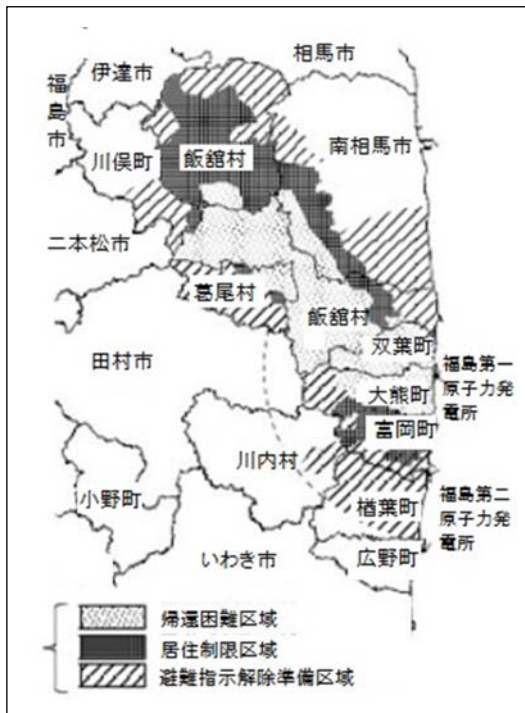 相馬市
伊達市
福島市
飯舘村
南相馬市
川俣町
二本松市
葛尾村
飯舘村
双葉町
田村市
福島第一
原子力発
電所
大熊町
富岡町
川内村
福島第二
原子力発
電所
小野町
楢葉町
いわき市
広野町
帰還困難区域
居住制限区域
避難指示解除準備区域